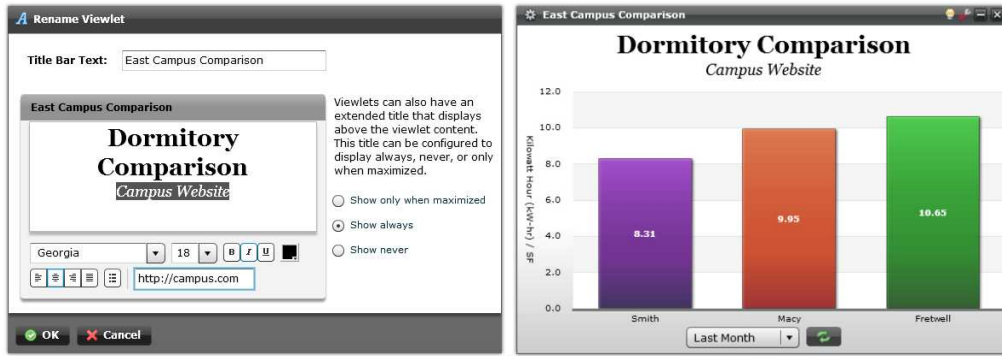 A Rename Viewlet
Title Bar Text: East Campus Comparison
East Campus Comparison
Dormitory
Comparison
Campus Website
Georgia 18 B I U
http://campus.com
Viewlets can also have an
extended title that displays
above the viewlet content.
This title can be configured to
display always, never, or only
when maximized.
Show only when maximized
Show always
Show never
OK Cancel
East Campus Comparison
Dormitory Comparison
Campus Website
Kilowatt Hour (kW-hr) / SF
12.0
10.0
8.0
6.0
4.0
2.0
0.0
8.31
9.95
10.65
Smith Macy Fretwell
Last Month